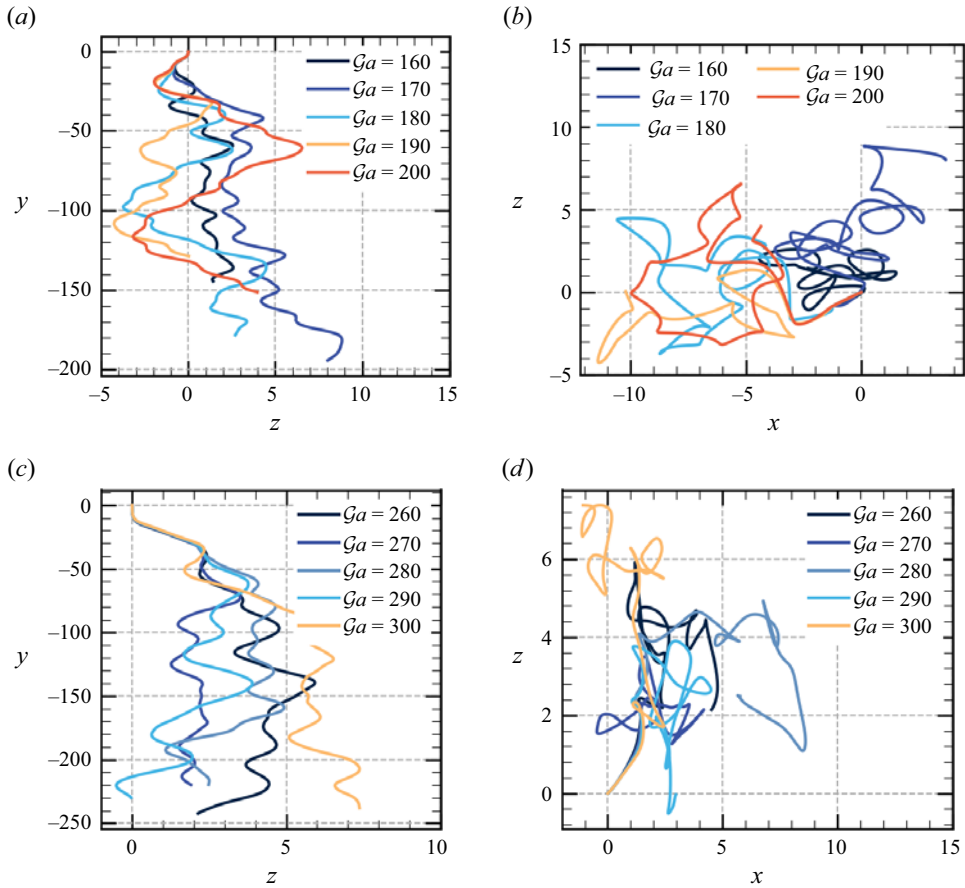 (a)
0
–50
–100
–150
–200
y
–5 0 5 10 15
z
Ga = 160
Ga = 170
Ga = 180
Ga = 190
Ga = 200
(b)
15
10
5
0
–5
z
–10 –5 0
x
Ga = 160
Ga = 170
Ga = 180
Ga = 190
Ga = 200
(c)
0
–50
–100
–150
–200
–250
y
0 5 10
z
Ga = 260
Ga = 270
Ga = 280
Ga = 290
Ga = 300
(d)
6
4
2
0
z
0 5 10 15
x
Ga = 260
Ga = 270
Ga = 280
Ga = 290
Ga = 300